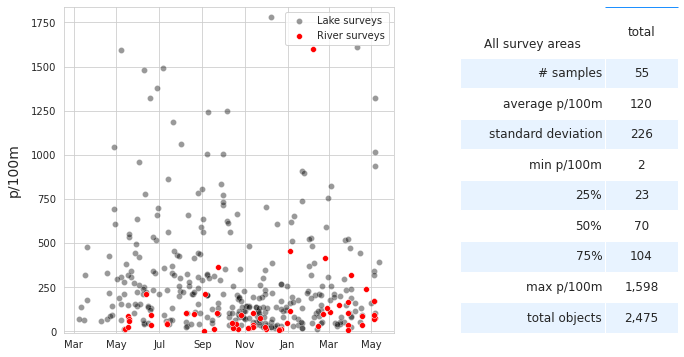 1750
1500
1250
1000
750
500
250
0
p/100m
Mar May Jul Sep Nov Jan Mar May
Lake surveys
River surveys
total
All survey areas
# samples 55
average p/100m 120
standard deviation 226
min p/100m 2
25% 23
50% 70
75% 104
max p/100m 1,598
total objects 2,475